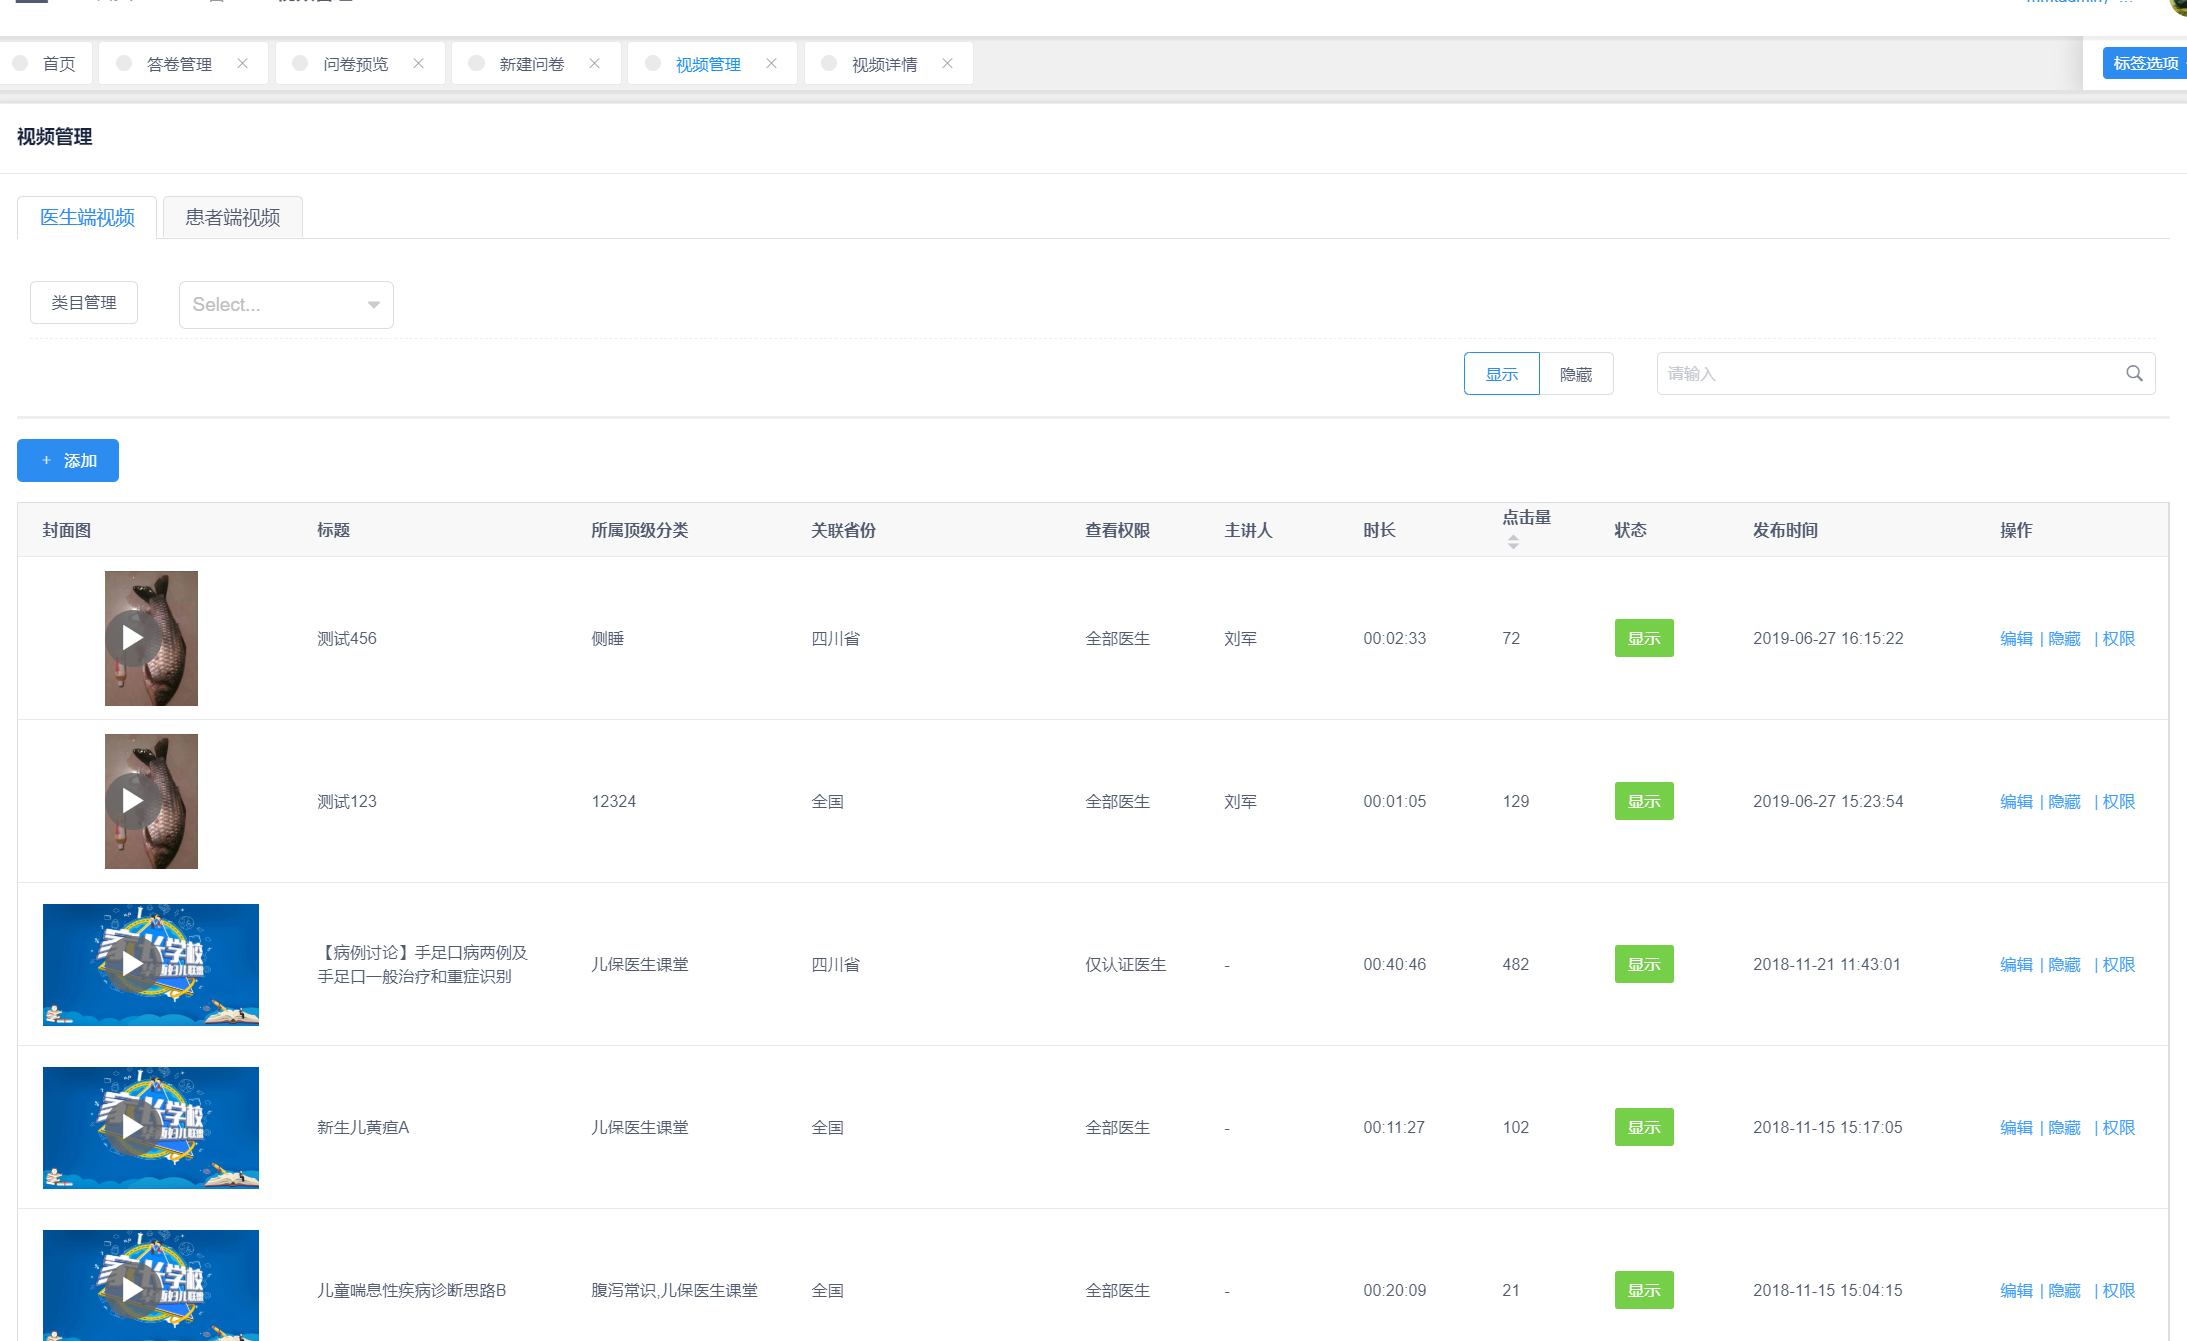 首页
答卷管理
问卷预览
新建问卷
视频管理
视频详情
标签选项
视频管理
医生端视频
患者端视频
类目管理
Select...
显示
隐藏
请输入
+ 添加
封面图 标题 所属顶级分类 关联省份 查看权限 主讲人 时长 点击量 状态 发布时间 操作
测试456 侧睡 四川省 全部医生 刘军 00:02:33 72 显示 2019-06-27 16:15:22 编辑 | 隐藏 | 权限
测试123 12324 全国 全部医生 刘军 00:01:05 129 显示 2019-06-27 15:23:54 编辑 | 隐藏 | 权限
【病例讨论】手足口病两例及
手足口一般治疗和重症识别
儿保医生课堂 四川省 仅认证医生 - 00:40:46 482 显示 2018-11-21 11:43:01 编辑 | 隐藏 | 权限
新生儿黄疸A 儿保医生课堂 全国 全部医生 - 00:11:27 102 显示 2018-11-15 15:17:05 编辑 | 隐藏 | 权限
儿童喘息性疾病诊断思路B 腹泻常识,儿保医生课堂 全国 全部医生 - 00:20:09 21 显示 2018-11-15 15:04:15 编辑 | 隐藏 | 权限